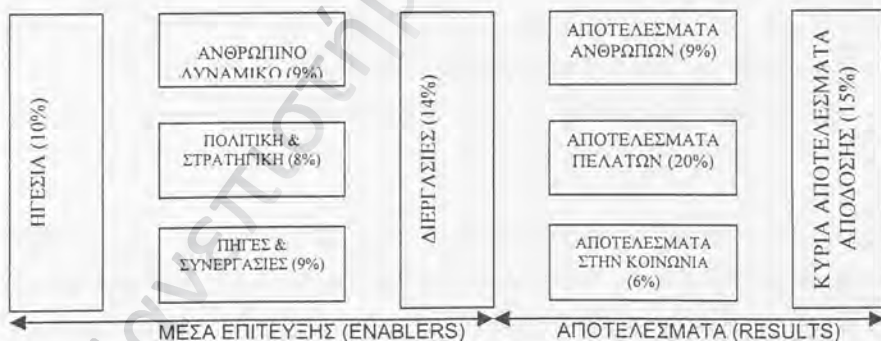 ΗΓΕΣΙΑ (10%)
ΑΝΘΡΩΠΙΝΟ
ΔΥΝΑΜΙΚΟ (9%)
ΠΟΛΙΤΙΚΗ &
ΣΤΡΑΤΗΓΙΚΗ (8%)
ΠΗΓΕΣ &
ΣΥΝΕΡΓΑΣΙΕΣ (9%)
ΔΙΕΡΓΑΣΙΕΣ (14%)
ΑΠΟΤΕΛΕΣΜΑΤΑ
ΑΝΘΡΩΠΩΝ (9%)
ΑΠΟΤΕΛΕΣΜΑΤΑ
ΠΕΛΑΤΩΝ (20%)
ΑΠΟΤΕΛΕΣΜΑΤΑ
ΣΤΗΝ ΚΟΙΝΩΝΙΑ
(6%)
ΚΥΡΙΑ ΑΠΟΤΕΛΕΣΜΑΤΑ
ΑΠΟΔΟΣΗΣ (15%)
ΜΕΣΑ ΕΠΙΤΕΥΞΗΣ (ENABLERS)
ΑΠΟΤΕΛΕΣΜΑΤΑ (RESULTS)